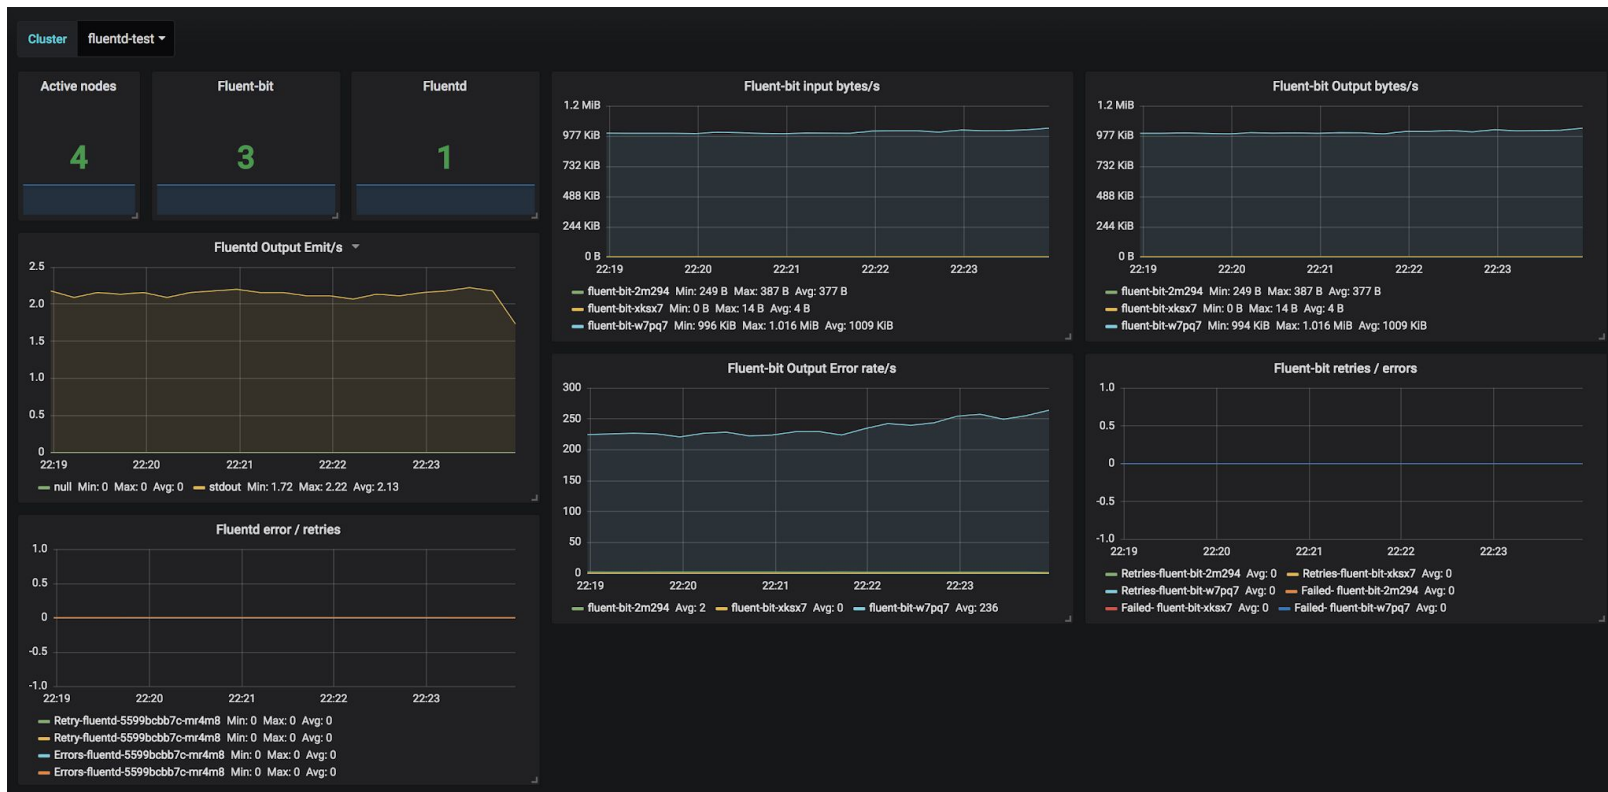 Cluster fluentd-test
Active nodes
4
Fluent-bit
3
Fluentd
1
Fluentd Output Emit/s
2.5
2.0
1.5
1.0
0.5
0
22:19 22:20 22:21 22:22 22:23
null Min: 0 Max: 0 Avg: 0 stdout Min: 1.72 Max: 2.22 Avg: 2.13
Fluentd error / retries
1.0
0.5
0
-0.5
-1.0
22:19 22:20 22:21 22:22 22:23
Retry-fluentd-5599bcbb7c-mr4m8 Min: 0 Max: 0 Avg: 0
Retry-fluentd-5599bcbb7c-mr4m8 Min: 0 Max: 0 Avg: 0
Errors-fluentd-5599bcbb7c-mr4m8 Min: 0 Max: 0 Avg: 0
Errors-fluentd-5599bcbb7c-mr4m8 Min: 0 Max: 0 Avg: 0
Fluent-bit input bytes/s
1.2 MiB
977 KiB
732 KiB
488 KiB
244 KiB
0 B
22:19 22:20 22:21 22:22 22:23
fluent-bit-2m294 Min: 249 B Max: 387 B Avg: 377 B
fluent-bit-xksx7 Min: 0 B Max: 14 B Avg: 4 B
fluent-bit-w7pq7 Min: 996 KiB Max: 1.016 MiB Avg: 1009 KiB
Fluent-bit Output bytes/s
1.2 MiB
977 KiB
732 KiB
488 KiB
244 KiB
0 B
22:19 22:20 22:21 22:22 22:23
fluent-bit-2m294 Min: 249 B Max: 387 B Avg: 377 B
fluent-bit-xksx7 Min: 0 B Max: 14 B Avg: 4 B
fluent-bit-w7pq7 Min: 994 KiB Max: 1.016 MiB Avg: 1009 KiB
Fluent-bit Output Error rate/s
300
250
200
150
100
50
0
22:19 22:20 22:21 22:22 22:23
fluent-bit-2m294 Avg: 2 fluent-bit-xksx7 Avg: 0 fluent-bit-w7pq7 Avg: 236
Fluent-bit retries / errors
1.0
0.5
0
-0.5
-1.0
22:19 22:20 22:21 22:22 22:23
Retries-fluent-bit-2m294 Avg: 0 Retries-fluent-bit-xksx7 Avg: 0
Retries-fluent-bit-w7pq7 Avg: 0 Failed- fluent-bit-2m294 Avg: 0
Failed- fluent-bit-xksx7 Avg: 0 Failed- fluent-bit-w7pq7 Avg: 0